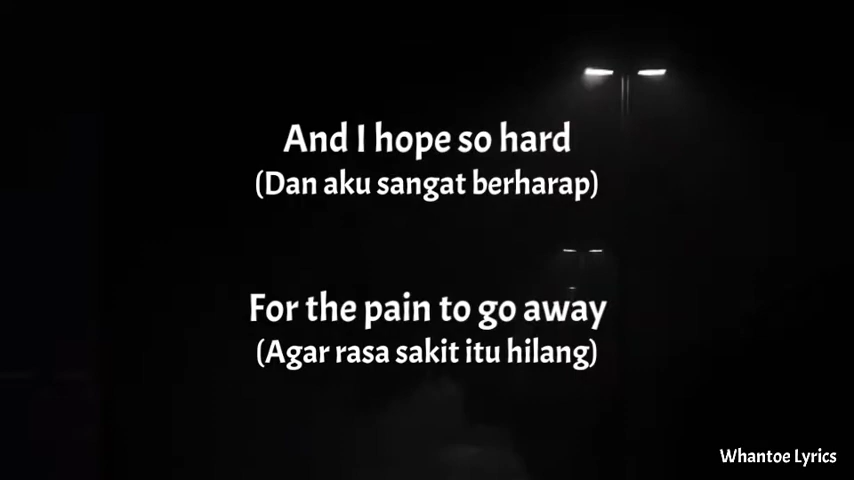 And I hope so hard
(Dan aku sangat berharap)
For the pain to go away
(Agar rasa sakit itu hilang)
Whantoe Lyrics